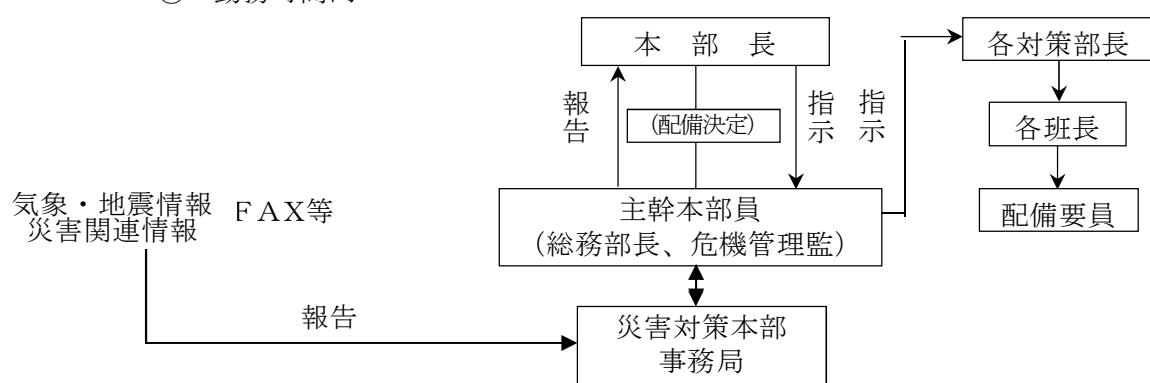 本　部　長
各対策部長
報告
(配備決定)
指示
指示
各班長
気象・地震情報
災害関連情報
ＦＡＸ等
主幹本部員
（総務部長、危機管理監）
配備要員
報告
災害対策本部
事務局